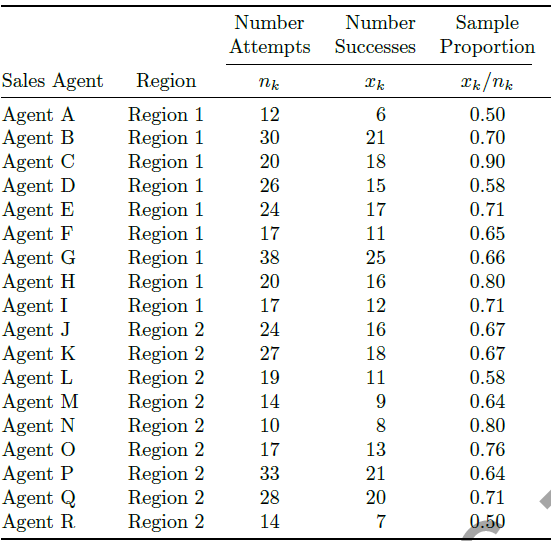 Number Number Sample
Attempts Successes Proportion
Sales Agent Region nk xk xk/nk
Agent A Region 1 12 6 0.50
Agent B Region 1 30 21 0.70
Agent C Region 1 20 18 0.90
Agent D Region 1 26 15 0.58
Agent E Region 1 24 17 0.71
Agent F Region 1 17 11 0.65
Agent G Region 1 38 25 0.66
Agent H Region 1 20 16 0.80
Agent I Region 1 17 12 0.71
Agent J Region 2 24 16 0.67
Agent K Region 2 27 18 0.67
Agent L Region 2 19 11 0.58
Agent M Region 2 14 9 0.64
Agent N Region 2 10 8 0.80
Agent O Region 2 17 13 0.76
Agent P Region 2 33 21 0.64
Agent Q Region 2 28 20 0.71
Agent R Region 2 14 7 0.50